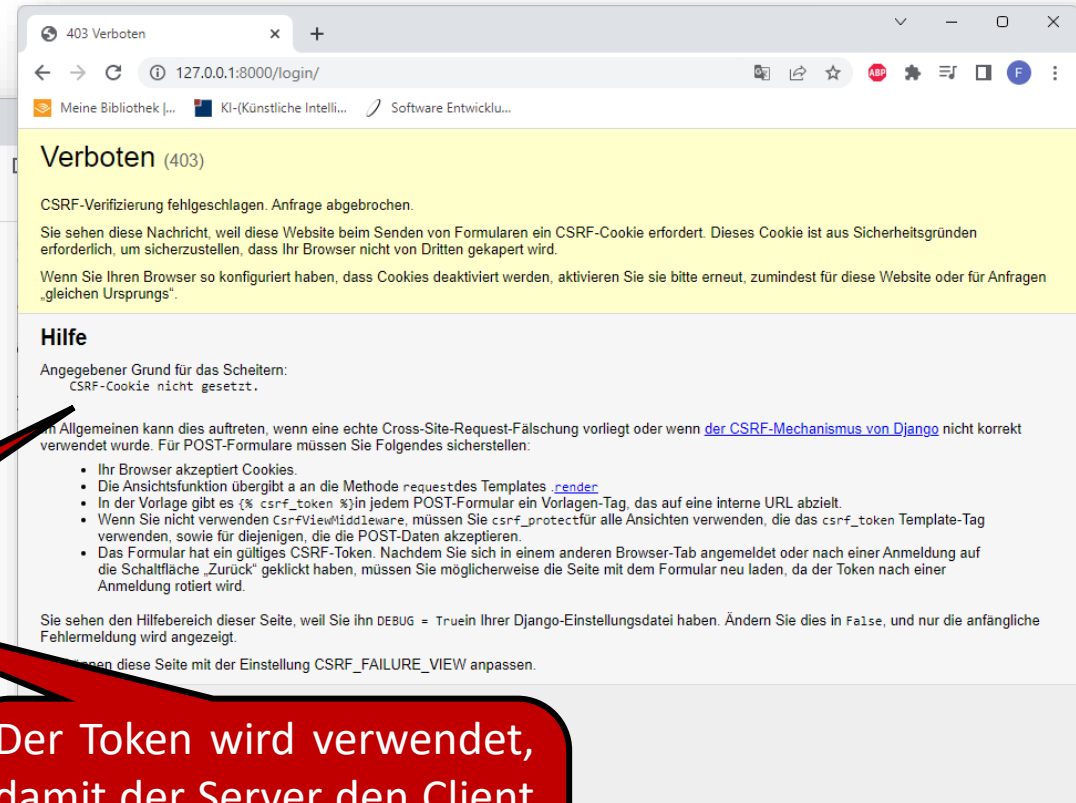 403 Verboten
127.0.0.1:8000/login/
ABP
F
Meine Bibliothek |...
KI-(Künstliche Intelli...
Software Entwicklu...
Verboten (403)
CSRF-Verifizierung fehlgeschlagen. Anfrage abgebrochen.
Sie sehen diese Nachricht, weil diese Website beim Senden von Formularen ein CSRF-Cookie erfordert. Dieses Cookie ist aus Sicherheitsgründen
erforderlich, um sicherzustellen, dass Ihr Browser nicht von Dritten gekapert wird.
Wenn Sie Ihren Browser so konfiguriert haben, dass Cookies deaktiviert werden, aktivieren Sie sie bitte erneut, zumindest für diese Website oder für Anfragen
„gleichen Ursprungs“.
Hilfe
Angegebener Grund für das Scheitern:
CSRF-Cookie nicht gesetzt.
Allgemeinen kann dies auftreten, wenn eine echte Cross-Site-Request-Fälschung vorliegt oder wenn der CSRF-Mechanismus von Django nicht korrekt
verwendet wurde. Für POST-Formulare müssen Sie Folgendes sicherstellen:
• Ihr Browser akzeptiert Cookies.
• Die Ansichtsfunktion übergibt a an die Methode requestdes Templates .render
• In der Vorlage gibt es {% csrf_token %}in jedem POST-Formular ein Vorlagen-Tag, das auf eine interne URL abzielt.
• Wenn Sie nicht verwenden CsrfViewMiddleware, müssen Sie csrf_protectfür alle Ansichten verwenden, die das csrf_token Template-Tag
verwenden, sowie für diejenigen, die die POST-Daten akzeptieren.
• Das Formular hat ein gültiges CSRF-Token. Nachdem Sie sich in einem anderen Browser-Tab angemeldet oder nach einer Anmeldung auf
die Schaltfläche „Zurück“ geklickt haben, müssen Sie möglicherweise die Seite mit dem Formular neu laden, da der Token nach einer
Anmeldung rotiert wird.
Sie sehen den Hilfebereich dieser Seite, weil Sie ihn DEBUG = Truein Ihrer Django-Einstellungsdatei haben. Ändern Sie dies in False, und nur die anfängliche
Fehlermeldung wird angezeigt.
diese Seite mit der Einstellung CSRF_FAILURE_VIEW anpassen.
Der Token wird verwendet,
damit der Server den Client